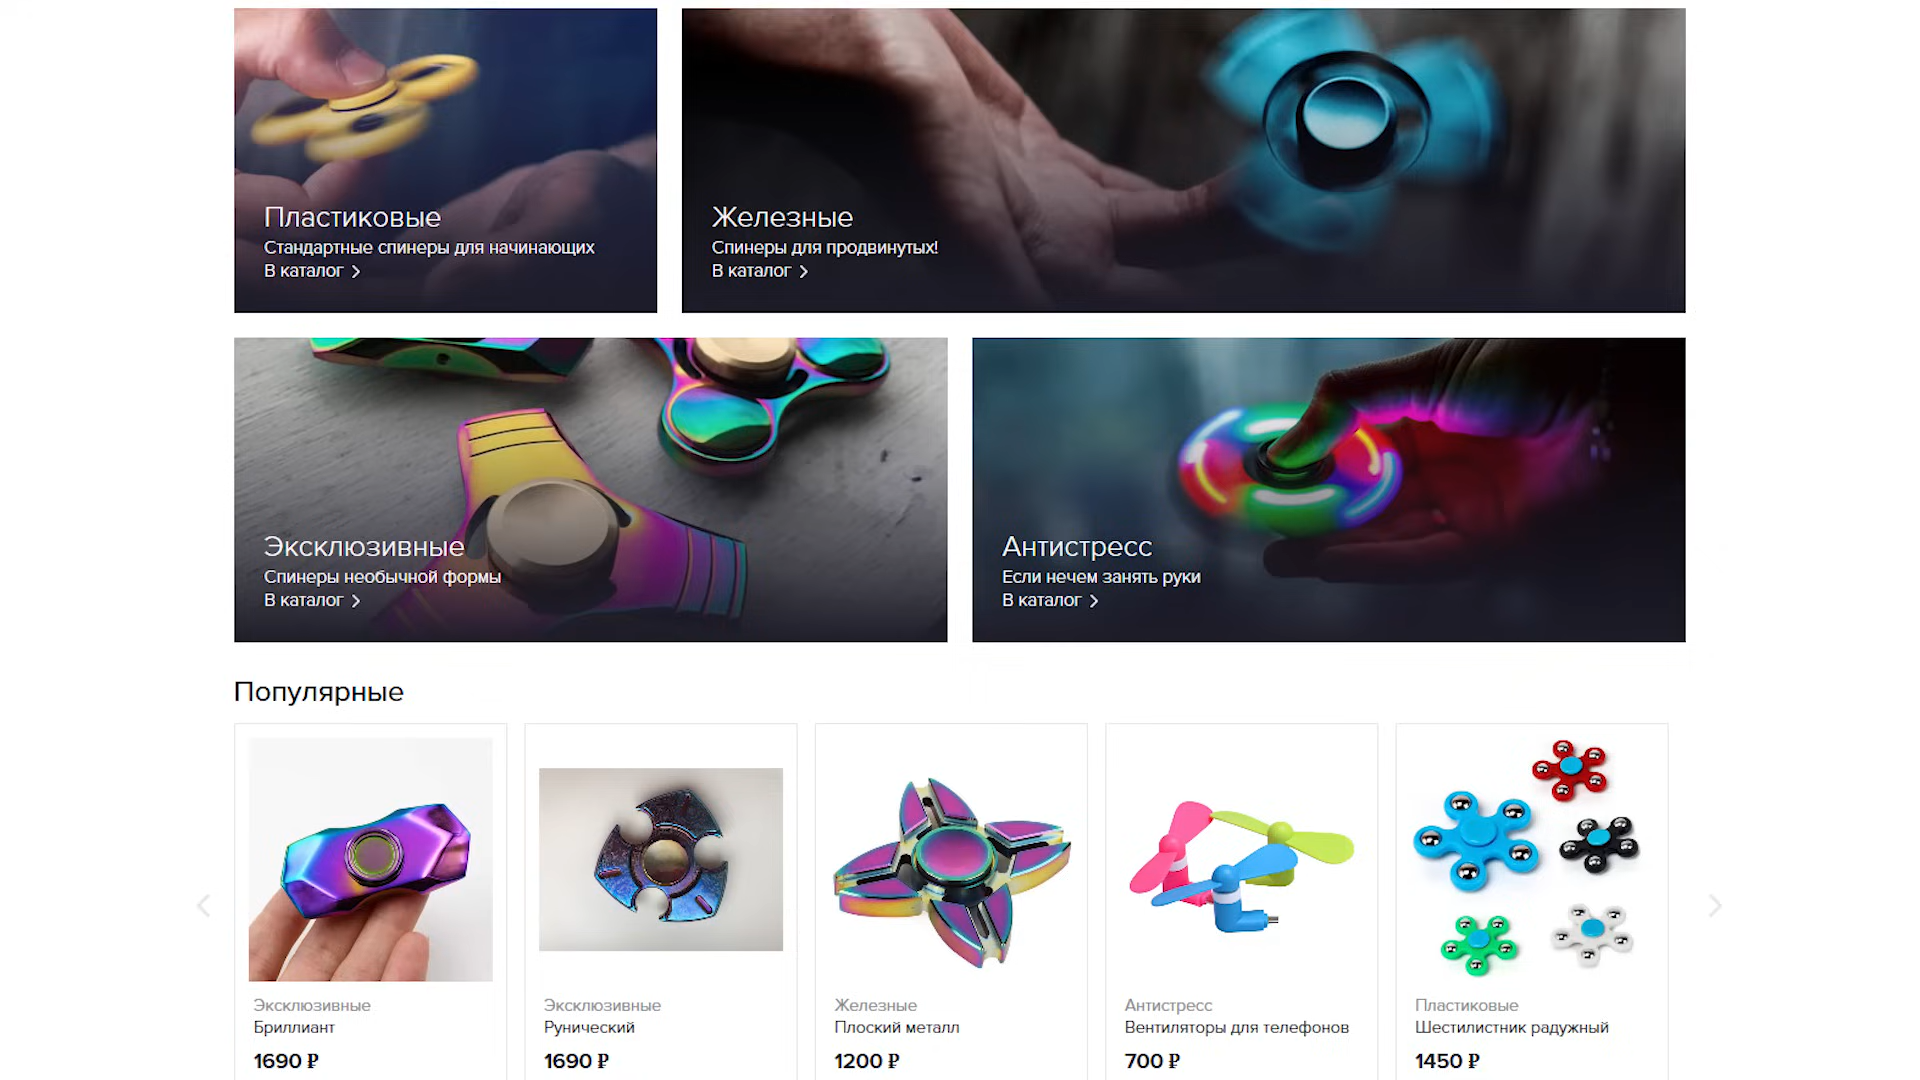 Пластиковые
Стандартные спинеры для начинающих
В каталог
Железные
Спинеры для продвинутых!
В каталог
Эксклюзивные
Спинеры необычной формы
В каталог
Антистресс
Если нечем занять руки
В каталог
Популярные
Эксклюзивные
Бриллиант
1690 ₽
Эксклюзивные
Рунический
1690 ₽
Железные
Плоский металл
1200 ₽
Антистресс
Вентиляторы для телефонов
700 ₽
Пластиковые
Шестилистник радужный
1450 ₽